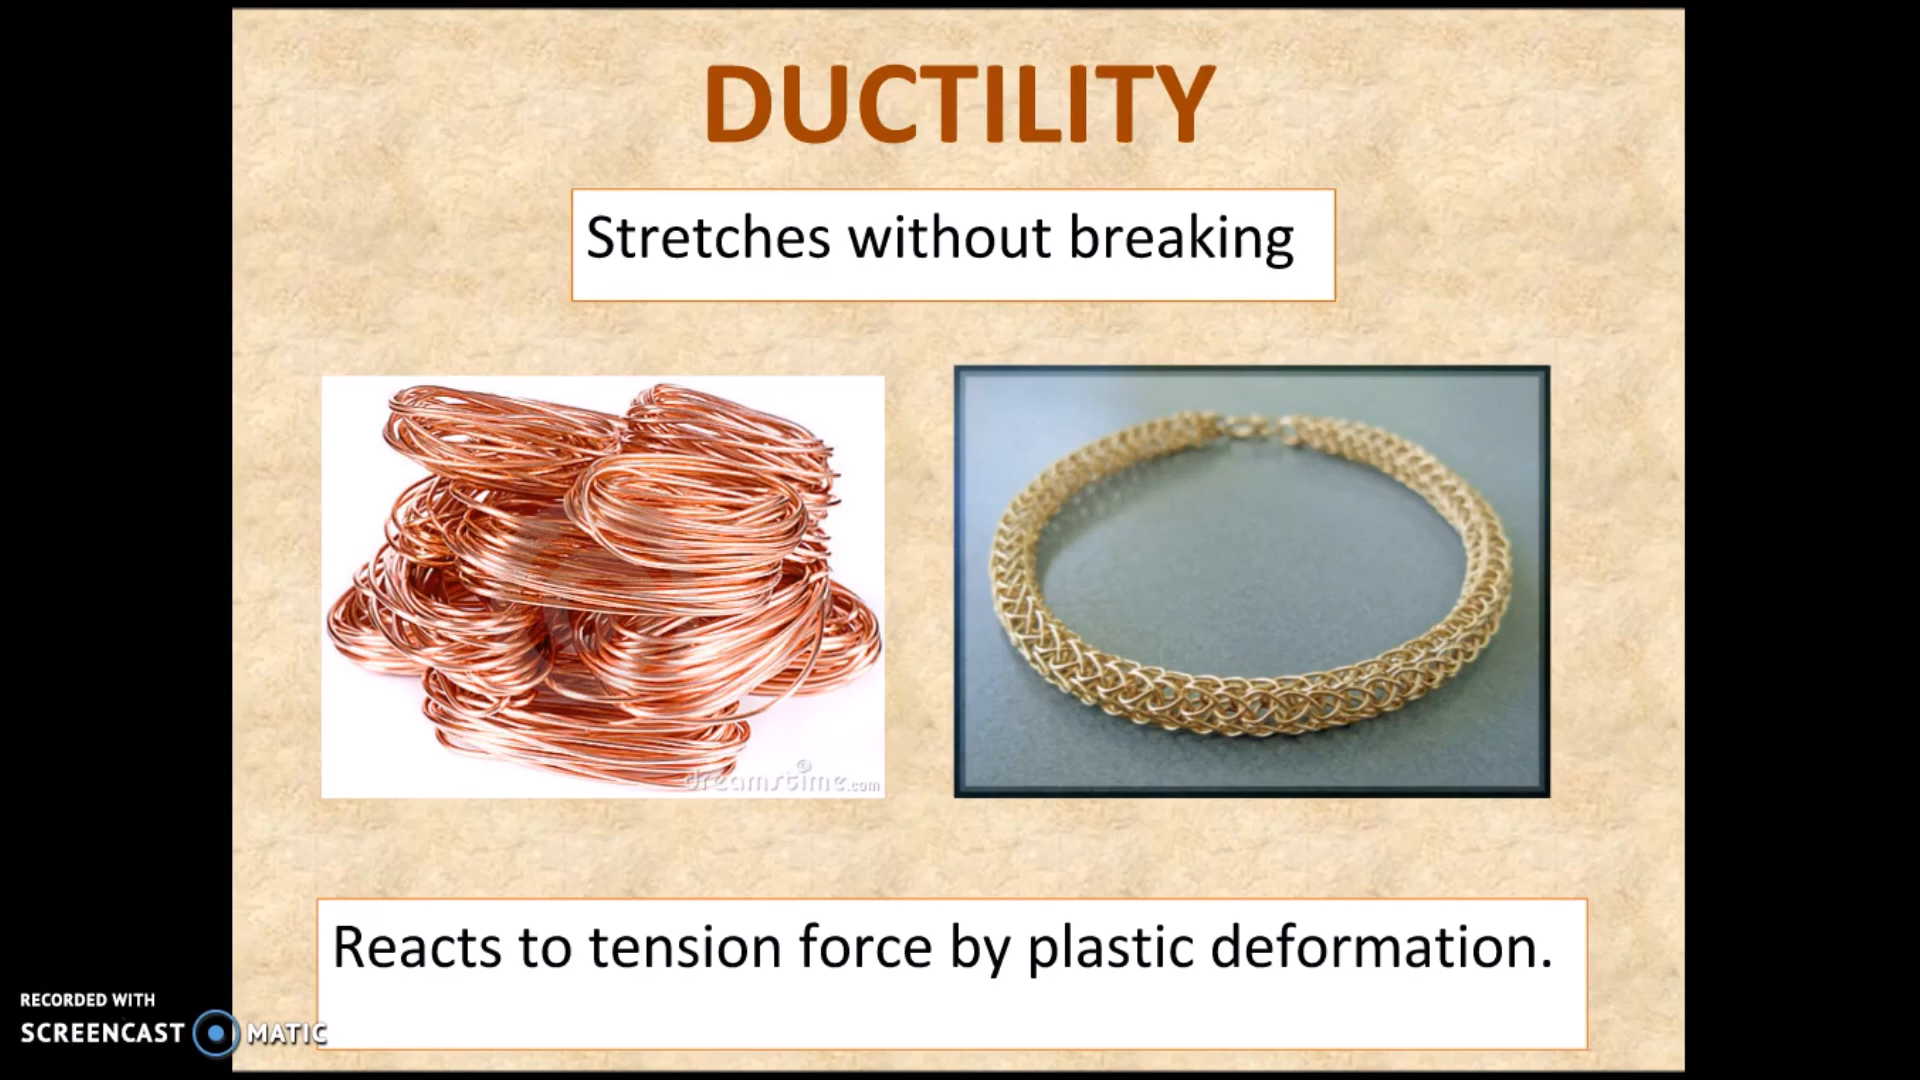 DUCTILITY
Stretches without breaking
dreamstime.com
Reacts to tension force by plastic deformation.
RECORDED WITH
SCREENCAST MATIC